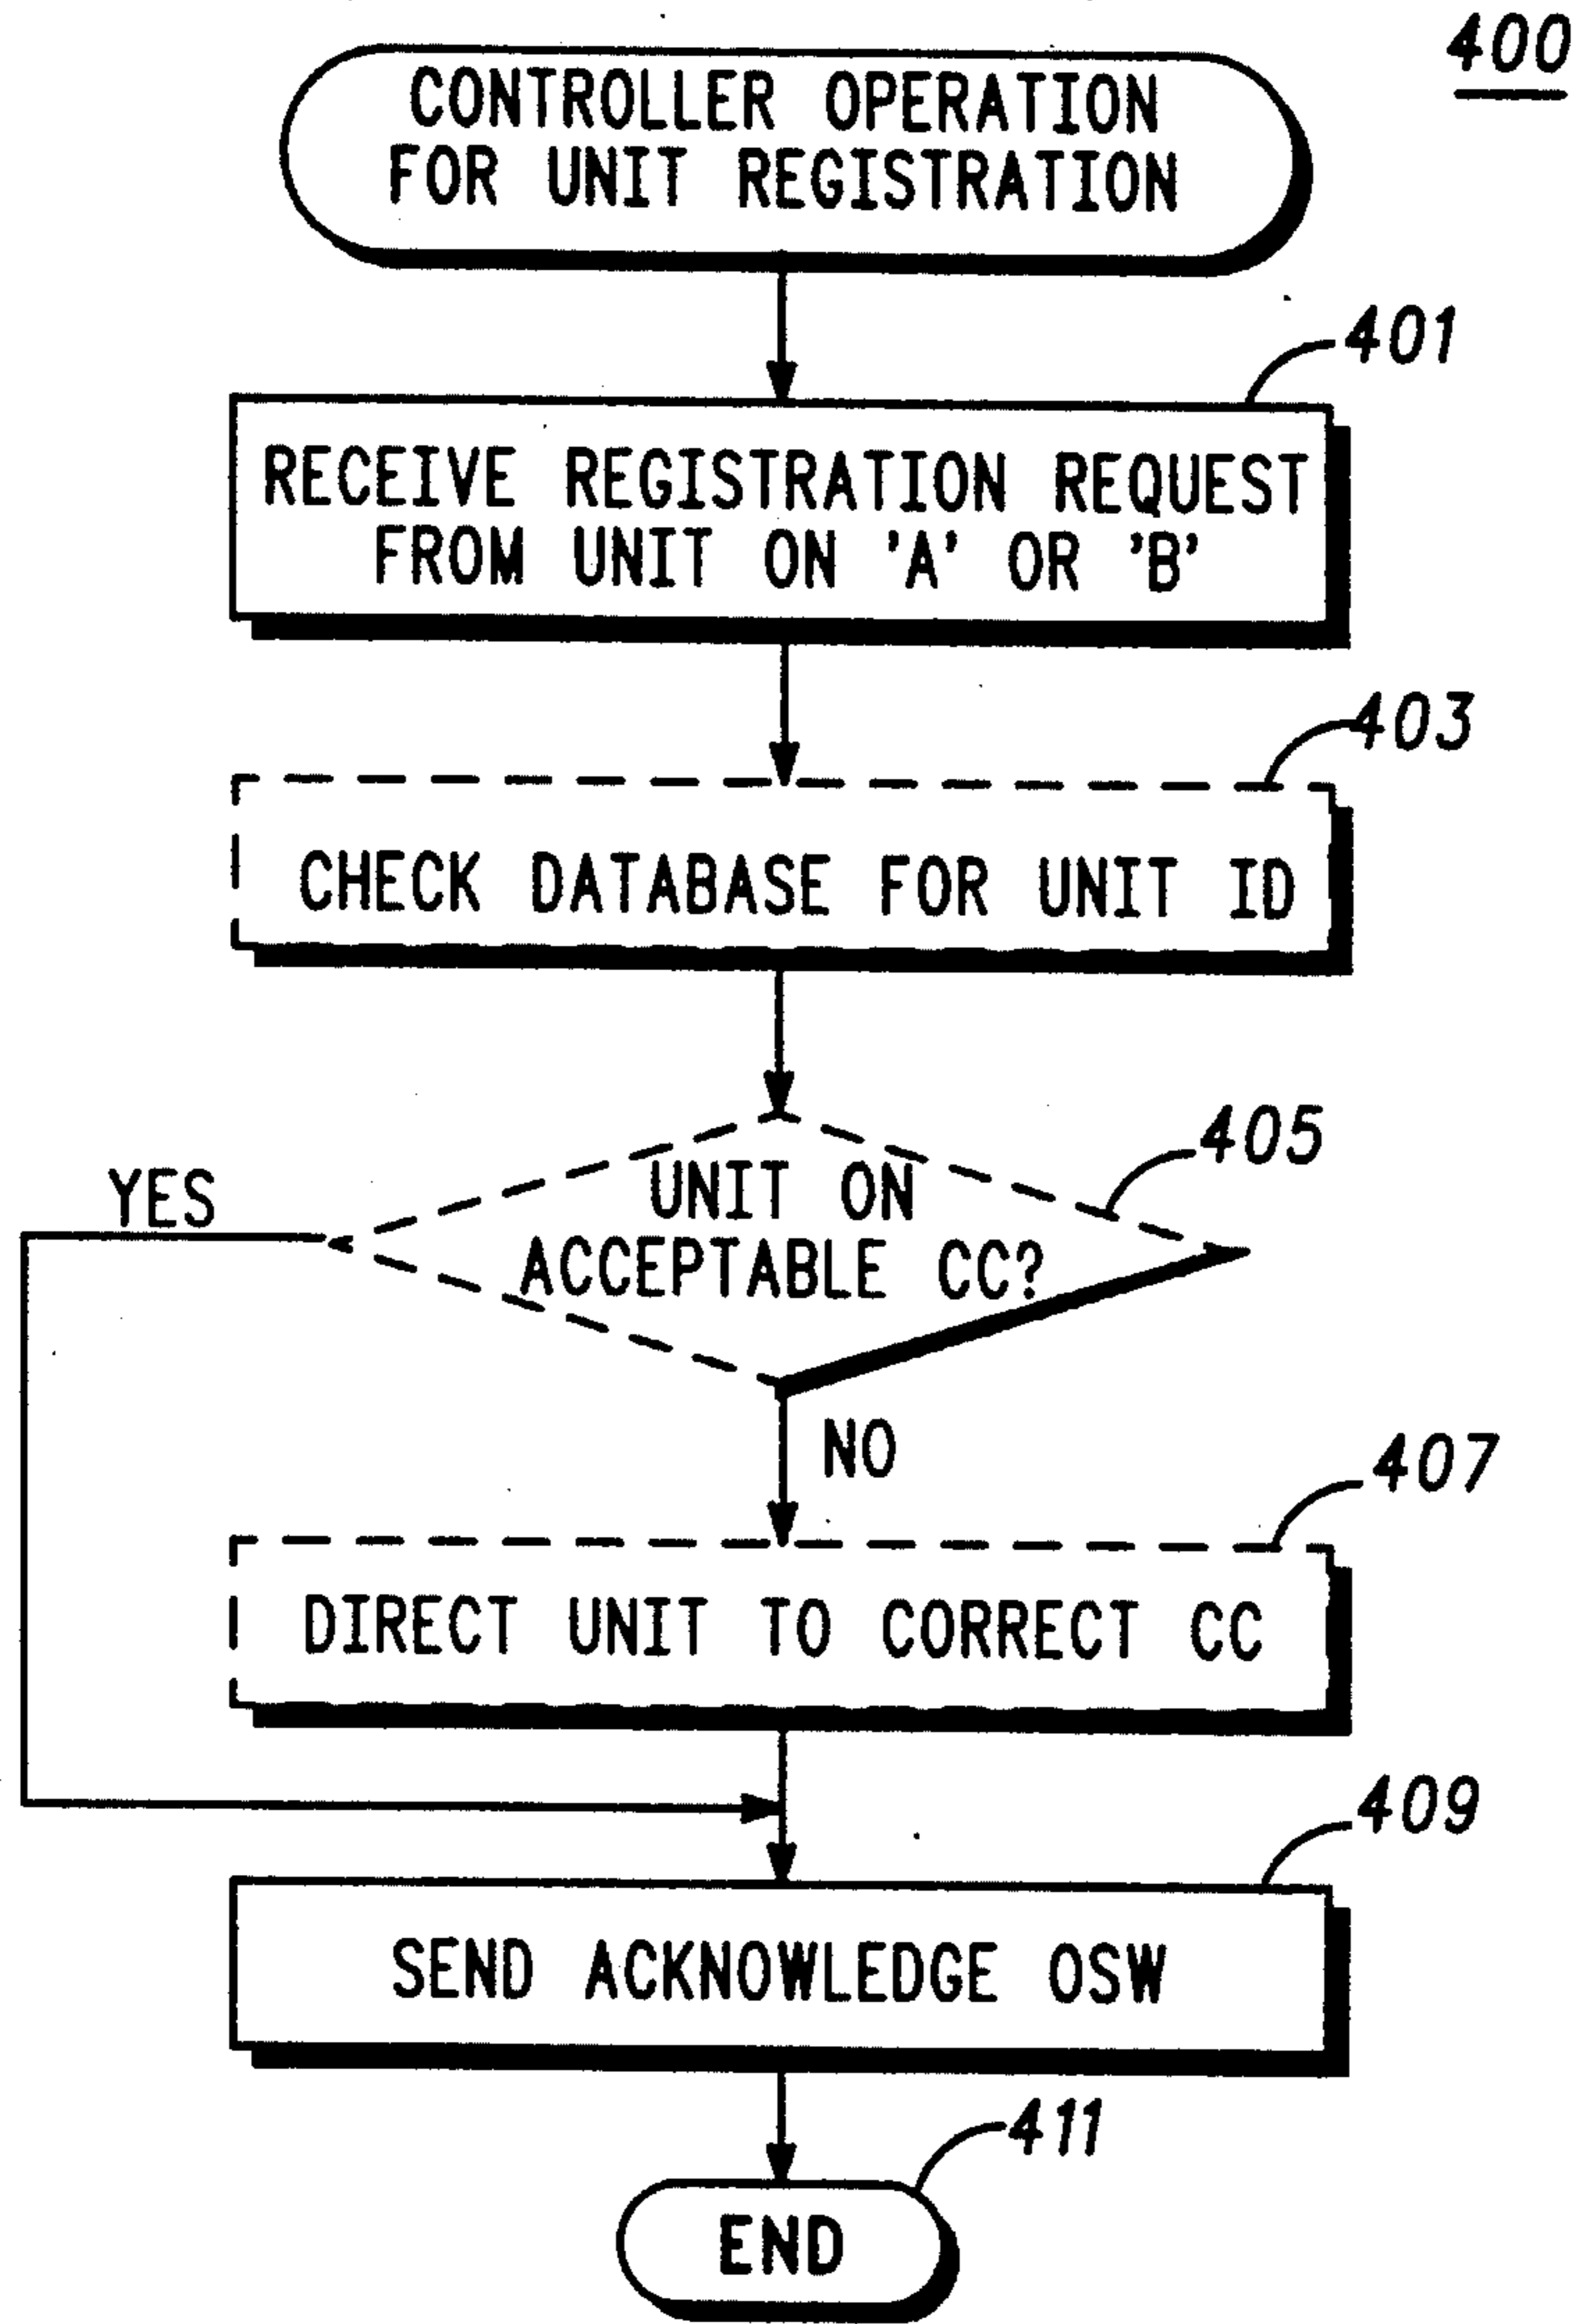 400
CONTROLLER OPERATION
FOR UNIT REGISTRATION
401
RECEIVE REGISTRATION REQUEST
FROM UNIT ON 'A' OR 'B'
403
CHECK DATABASE FOR UNIT ID
405
UNIT ON
ACCEPTABLE CC?
YES
NO
407
DIRECT UNIT TO CORRECT CC
409
SEND ACKNOWLEDGE OSW
411
END